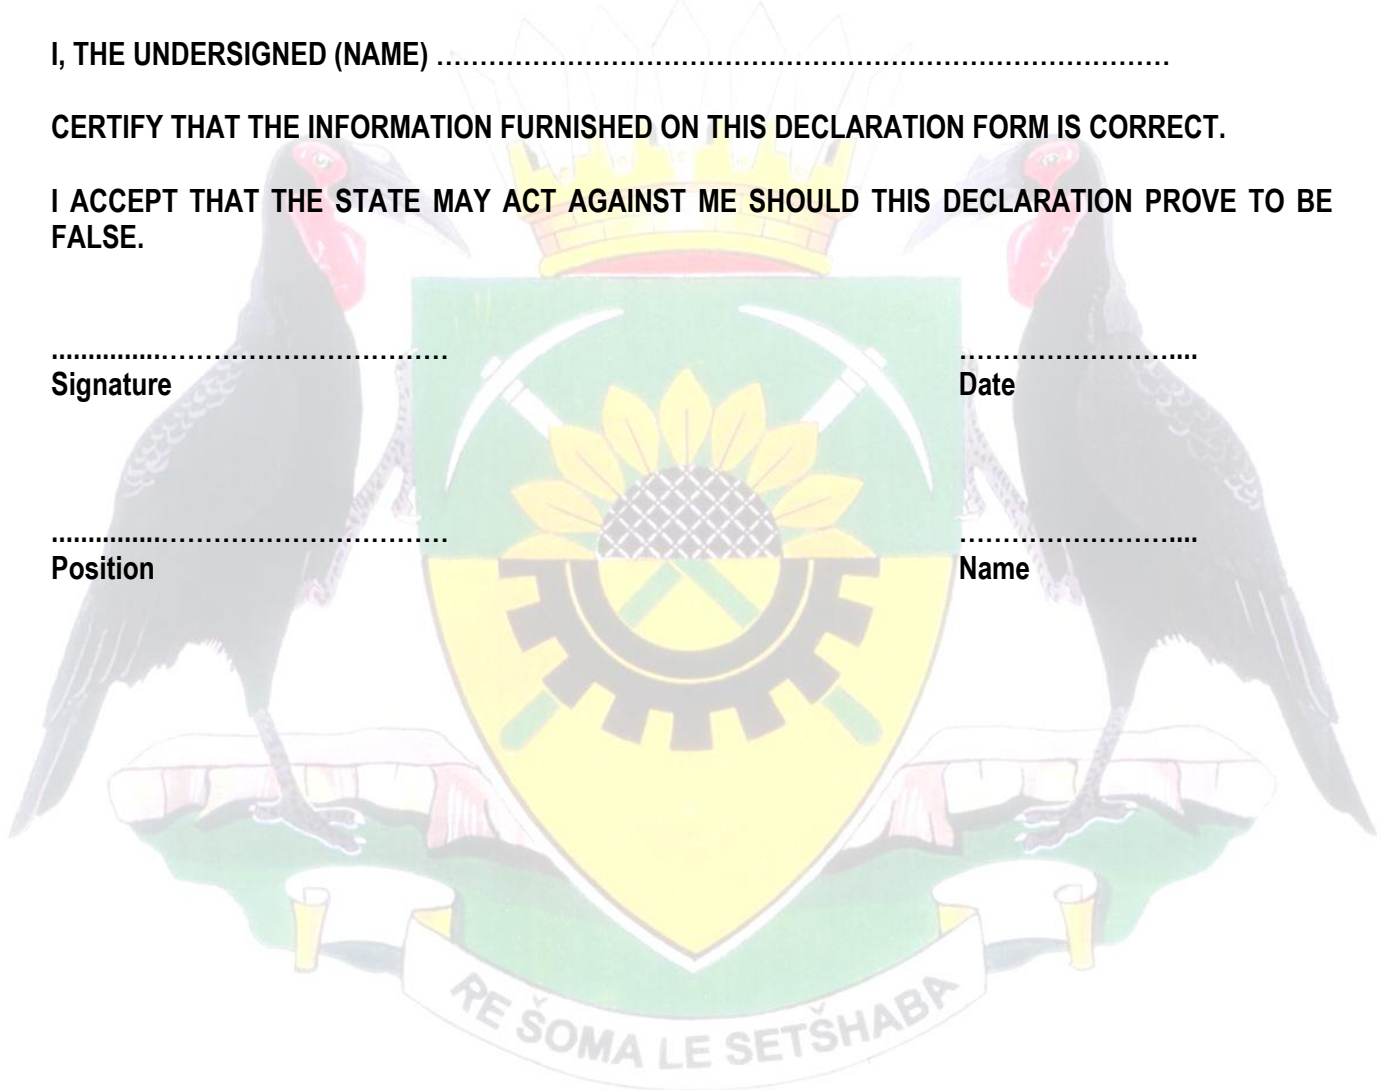 I, THE UNDERSIGNED (NAME) ……………………………………………………………………………
CERTIFY THAT THE INFORMATION FURNISHED ON THIS DECLARATION FORM IS CORRECT.
I ACCEPT THAT THE STATE MAY ACT AGAINST ME SHOULD THIS DECLARATION PROVE TO BE
FALSE.
...............…………………………… ……………………....
Signature Date
...............…………………………… ……………………....
Position Name
RE ŠOMA LE SETŠHABA